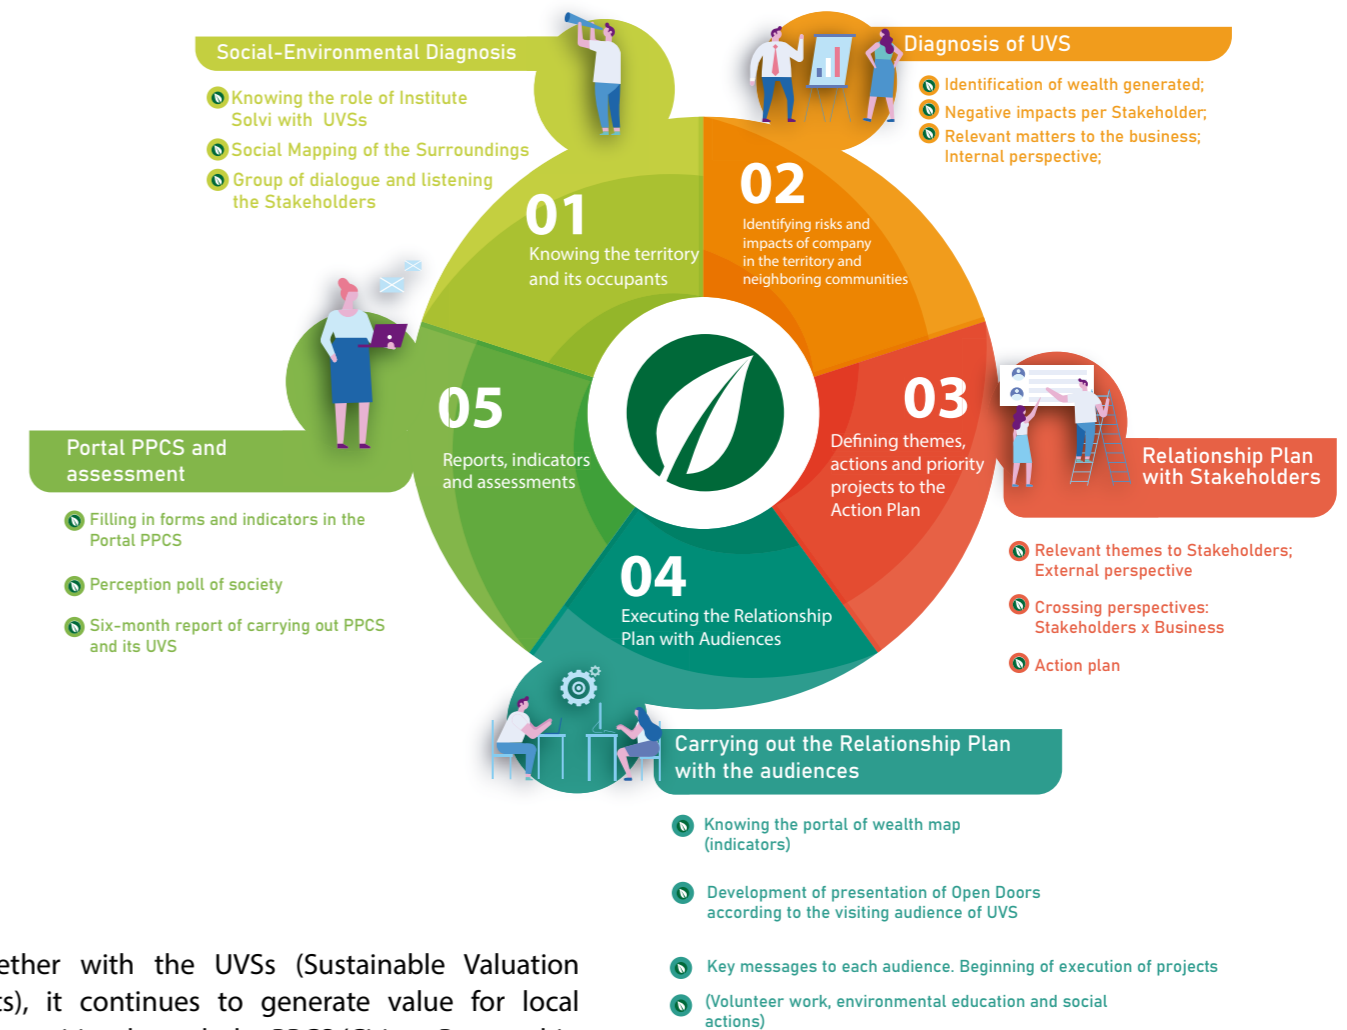 Social-Environmental Diagnosis
Knowing the role of Institute
Solvi with UVSs
Social Mapping of the Surroundings
Group of dialogue and listening
the Stakeholders
01
Knowing the territory
and its occupants
Diagnosis of UVS
Identification of wealth generated;
Negative impacts per Stakeholder;
Relevant matters to the business;
Internal perspective;
02
Identifying risks and
impacts of company
in the territory and
neighboring communities
03
Defining themes,
actions and priority
projects to the
Action Plan
Relationship Plan
with Stakeholders
Relevant themes to Stakeholders;
External perspective
Crossing perspectives:
Stakeholders x Business
Action plan
04
Executing the Relationship
Plan with Audiences
Carrying out the Relationship Plan
with the audiences
Knowing the portal of wealth map
(indicators)
Development of presentation of Open Doors
according to the visiting audience of UVS
Key messages to each audience. Beginning of execution of projects
(Volunteer work, environmental education and social
actions)
05
Reports, indicators
and assessments
Portal PPCS and
assessment
Filling in forms and indicators in the
Portal PPCS
Perception poll of society
Six-month report of carrying out PPCS
and its UVS
ether with the UVSs (Sustainable Valuation
ts), it continues to generate value for local